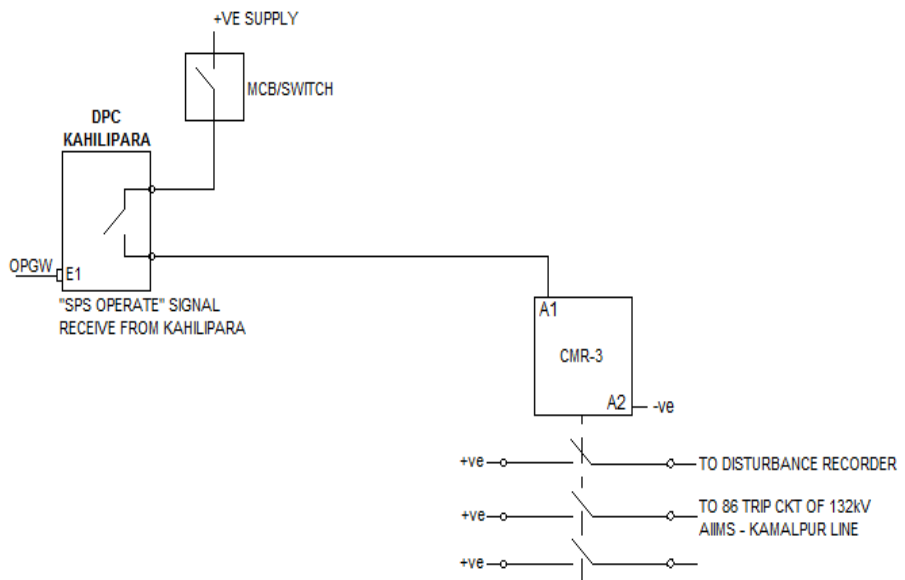 +VE SUPPLY
MCB/SWITCH
DPC
KAHILIPARA
OPGW
E1
"SPS OPERATE" SIGNAL
RECEIVE FROM KAHILIPARA
A1
CMR-3
A2
-ve
+ve
TO DISTURBANCE RECORDER
+ve
TO 86 TRIP CKT OF 132kV
AIIMS - KAMALPUR LINE
+ve